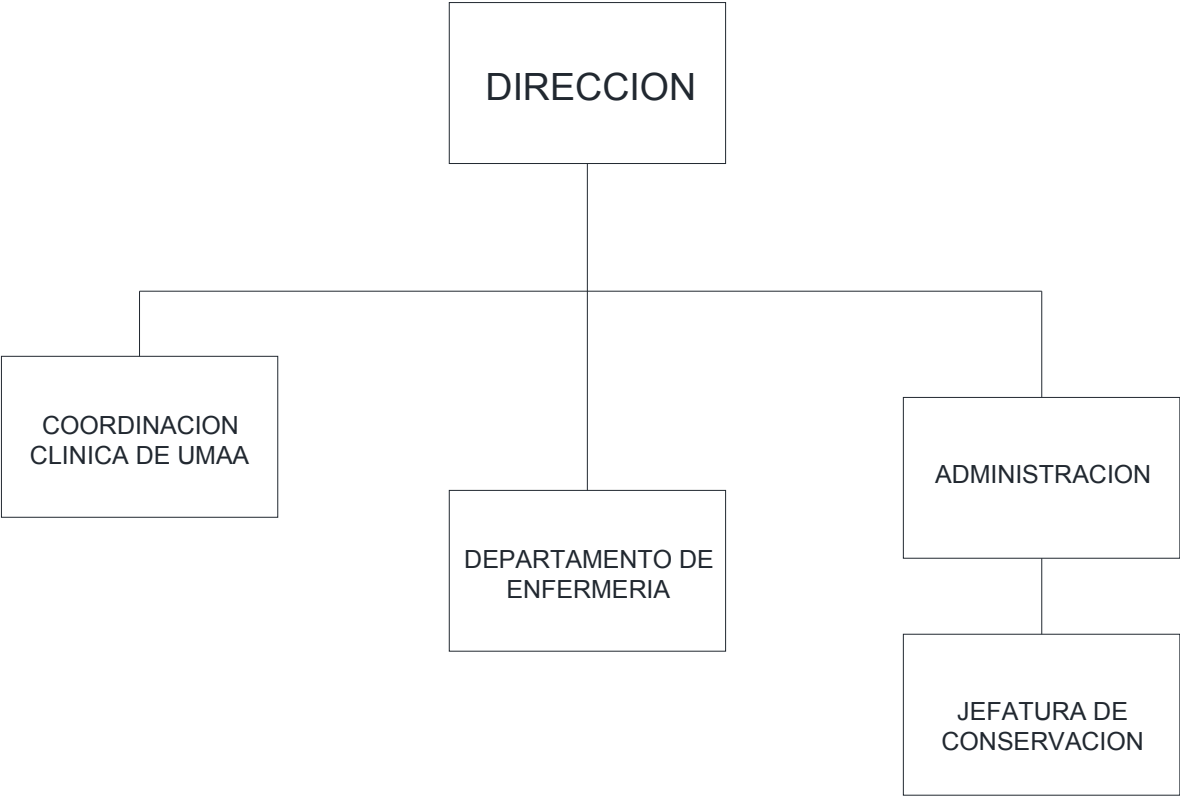 DIRECCION
COORDINACION
CLINICA DE UMAA
DEPARTAMENTO DE
ENFERMERIA
ADMINISTRACION
JEFATURA DE
CONSERVACION